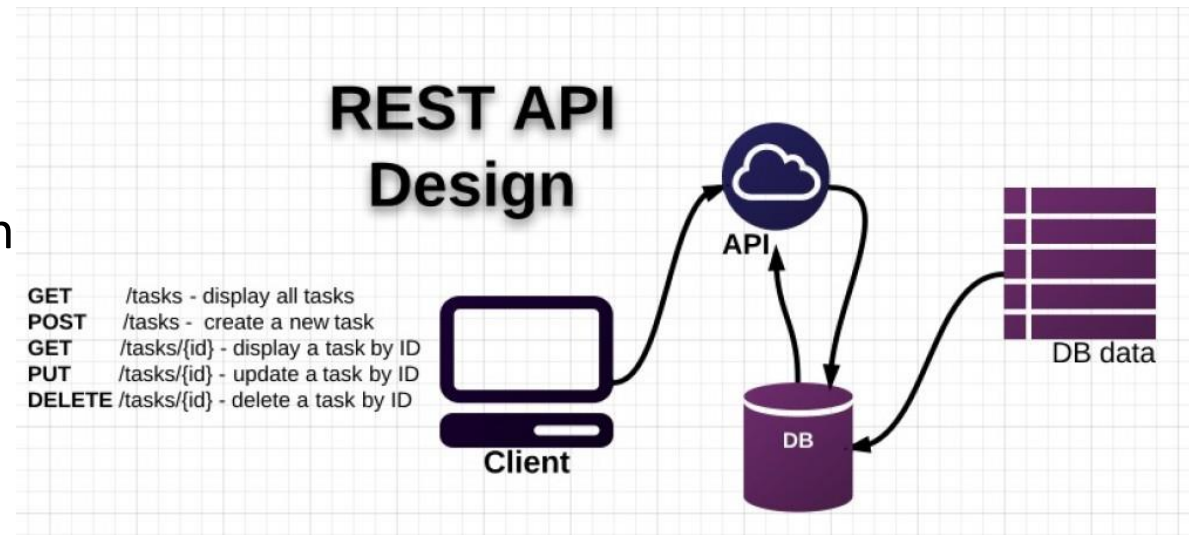 REST API
Design
n
GET /tasks - display all tasks
POST /tasks - create a new task
GET /tasks/{id} - display a task by ID
PUT /tasks/{id} - update a task by ID
DELETE /tasks/{id} - delete a task by ID
API
Client
DB
DB data